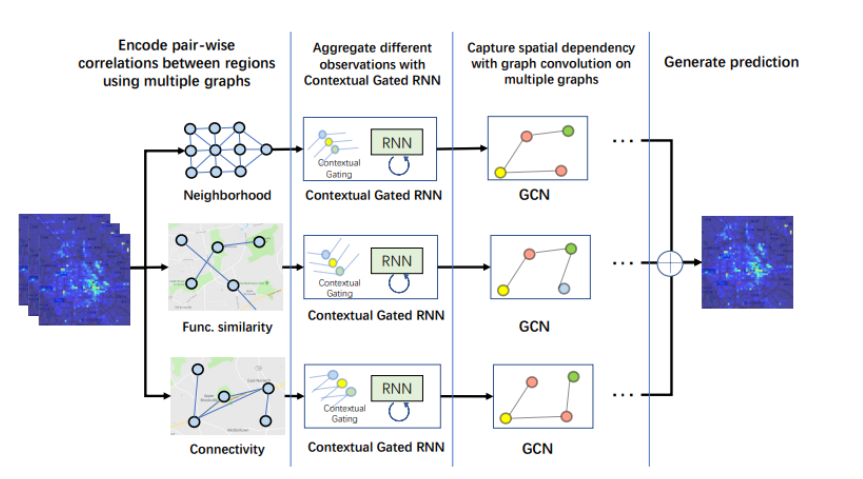 Encode pair-wise
correlations between regions
using multiple graphs
Aggregate different
observations with
Contextual Gated RNN
Capture spatial dependency
with graph convolution on
multiple graphs
Generate prediction
Neighborhood
Contextual
Gating
RNN
Contextual Gated RNN
GCN
...
Func. similarity
Contextual
Gating
RNN
Contextual Gated RNN
GCN
...
Connectivity
Contextual
Gating
RNN
Contextual Gated RNN
GCN
...